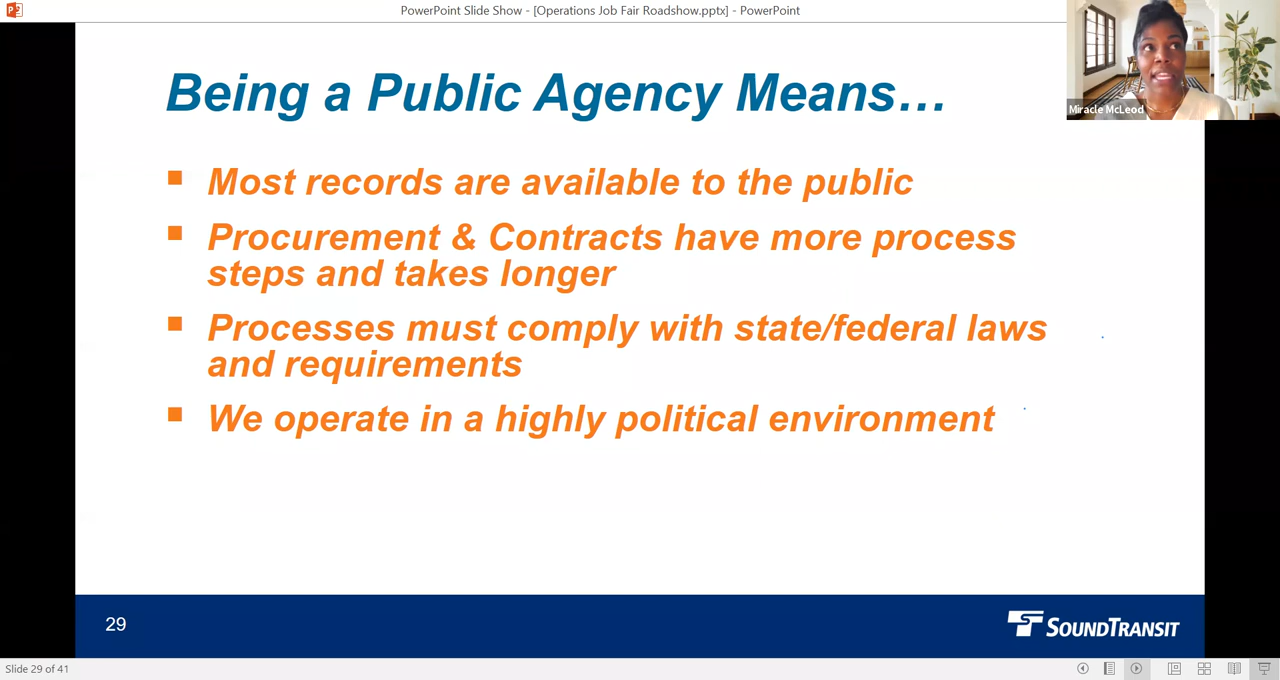 PowerPoint Slide Show - [Operations Job Fair Roadshow.pptx] - PowerPoint
Miracle McLeod
Being a Public Agency Means…
Most records are available to the public
Procurement & Contracts have more process
steps and takes longer
Processes must comply with state/federal laws
and requirements
We operate in a highly political environment
29
SOUNDTRANSIT
Slide 29 of 41